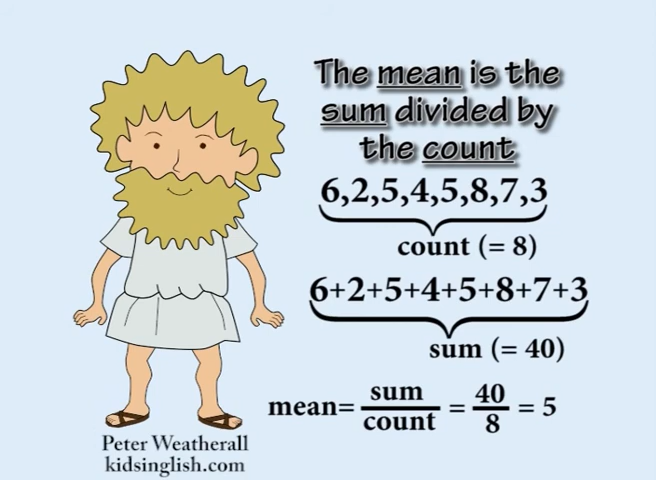 The mean is the
sum divided by
the count
6,2,5,4,5,8,7,3
count (= 8)
6+2+5+4+5+8+7+3
sum (= 40)
mean= sum/count = 40/8 = 5
Peter Weatherall
kidsinglish.com